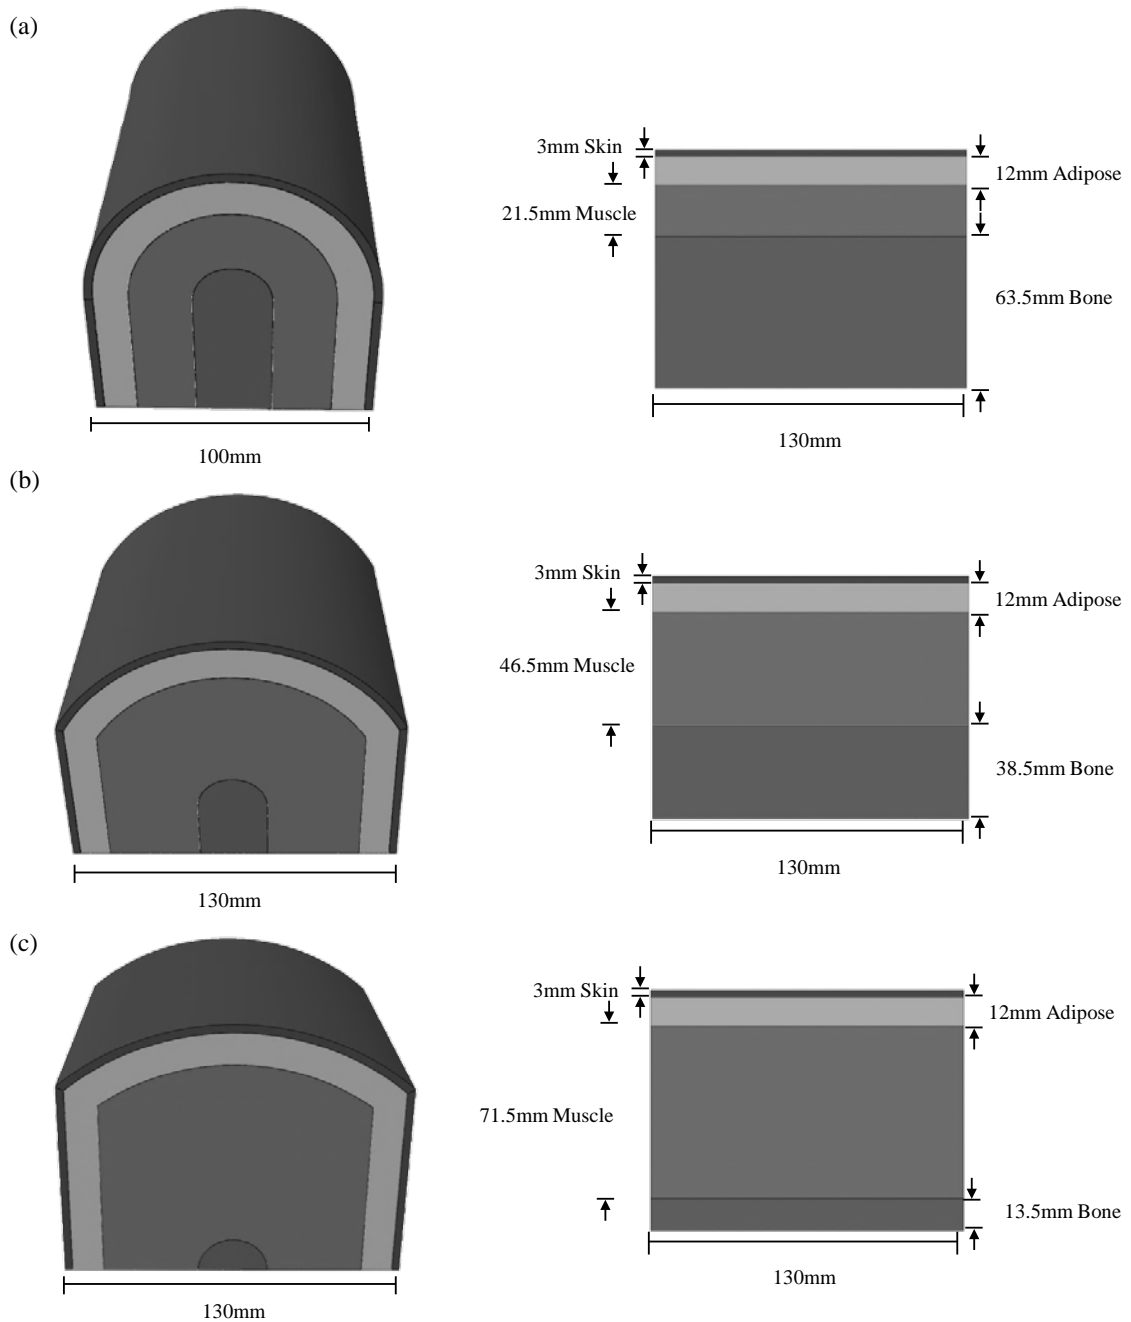 (a)
3mm Skin
12mm Adipose
21.5mm Muscle
63.5mm Bone
130mm
100mm
(b)
3mm Skin
12mm Adipose
46.5mm Muscle
38.5mm Bone
130mm
130mm
(c)
3mm Skin
12mm Adipose
71.5mm Muscle
13.5mm Bone
130mm
130mm